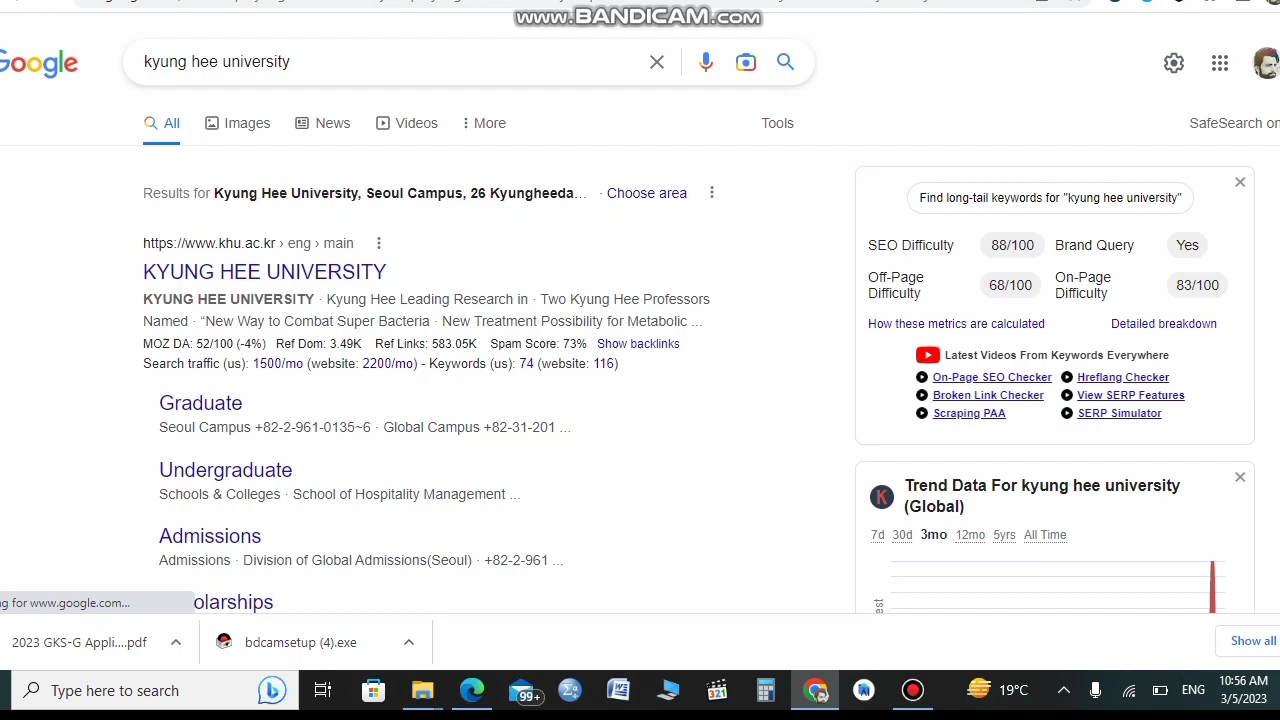 www.BANDICAM.com
Google
kyung hee university
All
Images
News
Videos
More
Tools
SafeSearch on
Results for Kyung Hee University, Seoul Campus, 26 Kyungheeda... · Choose area
https://www.khu.ac.kr › eng › main
KYUNG HEE UNIVERSITY
KYUNG HEE UNIVERSITY · Kyung Hee Leading Research in · Two Kyung Hee Professors
Named · “New Way to Combat Super Bacteria · New Treatment Possibility for Metabolic ...
MOZ DA: 52/100 (-4%) Ref Dom: 3.49K Ref Links: 583.05K Spam Score: 73% Show backlinks
Search traffic (us): 1500/mo (website: 2200/mo) - Keywords (us): 74 (website: 116)
Graduate
Seoul Campus +82-2-961-0135~6 · Global Campus +82-31-201 ...
Undergraduate
Schools & Colleges · School of Hospitality Management ...
Admissions
Admissions · Division of Global Admissions(Seoul) · +82-2-961 ...
olarships
ng for www.google.com...
Find long-tail keywords for "kyung hee university"
SEO Difficulty 88/100 Brand Query Yes
Off-Page Difficulty 68/100 On-Page Difficulty 83/100
How these metrics are calculated
Detailed breakdown
Latest Videos From Keywords Everywhere
On-Page SEO Checker
Hreflang Checker
Broken Link Checker
View SERP Features
Scraping PAA
SERP Simulator
K
Trend Data For kyung hee university
(Global)
7d 30d 3mo 12mo 5yrs All Time
est
2023 GKS-G Appli....pdf
bdcamsetup (4).exe
Show all
Type here to search
99+
321
19°C
ENG
10:56 AM
3/5/2023